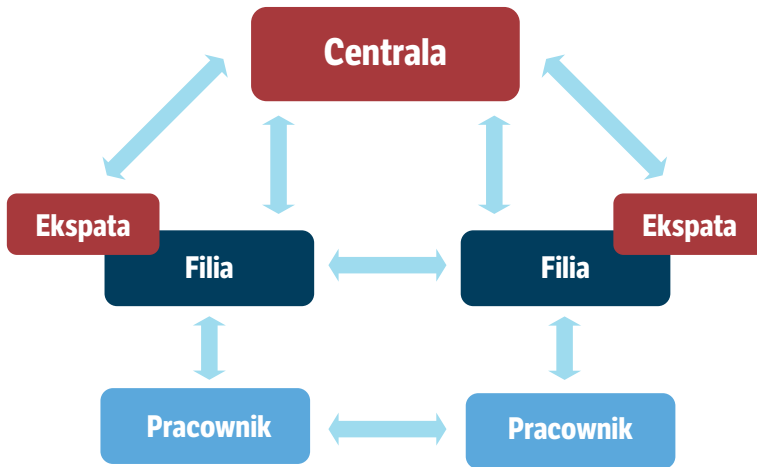 Centrala
Ekspata
Ekspata
Filia
Filia
Pracownik
Pracownik